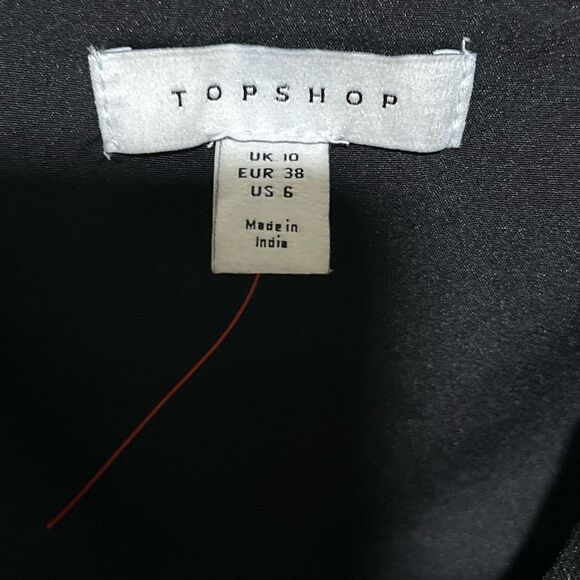 TOPSHOP
UK 10
EUR 38
US 6
Made in
India